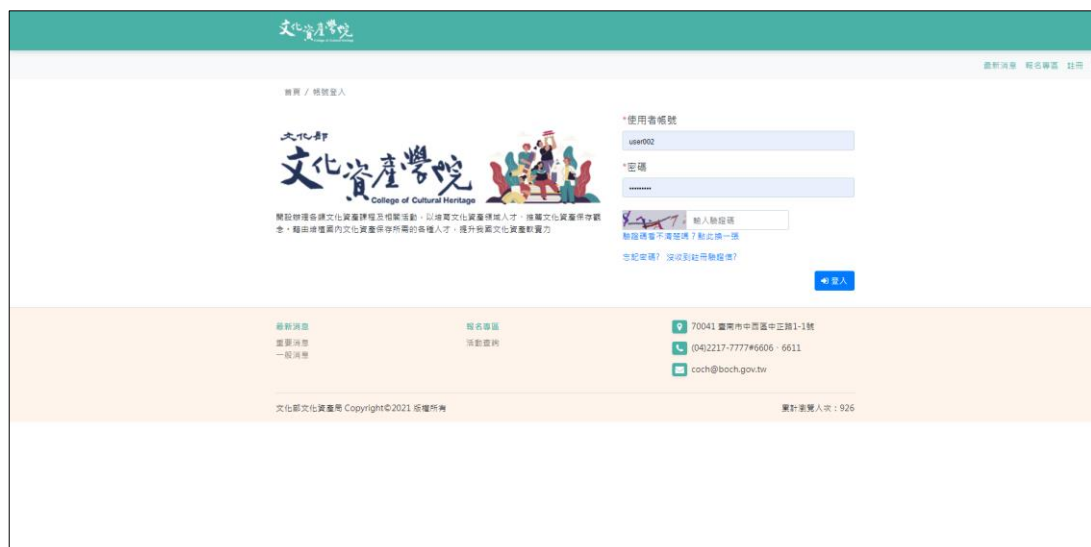 文化資產學院
College of Cultural Heritage
最新消息 報名專區 註冊
首頁 / 帳號登入
文化部
文化資產學院
College of Cultural Heritage
開設辦理各類文化資產課程及相關活動，以培育文化資產領域人才、推廣文化資產保存觀
念，藉由培植國內文化資產保存所需的各種人才，提升我國文化資產軟實力
*使用者帳號
user002
*密碼
輸入驗證碼
驗證碼看不清楚嗎？點此換一張
忘記密碼? 沒收到註冊驗證信?
登入
最新消息
重要消息
一般消息
報名專區
活動查詢
70041 臺南市中西區中正路1-1號
(04)2217-7777#6606、6611
coch@boch.gov.tw
文化部文化資產局 Copyright©2021 版權所有
累計瀏覽人次：926